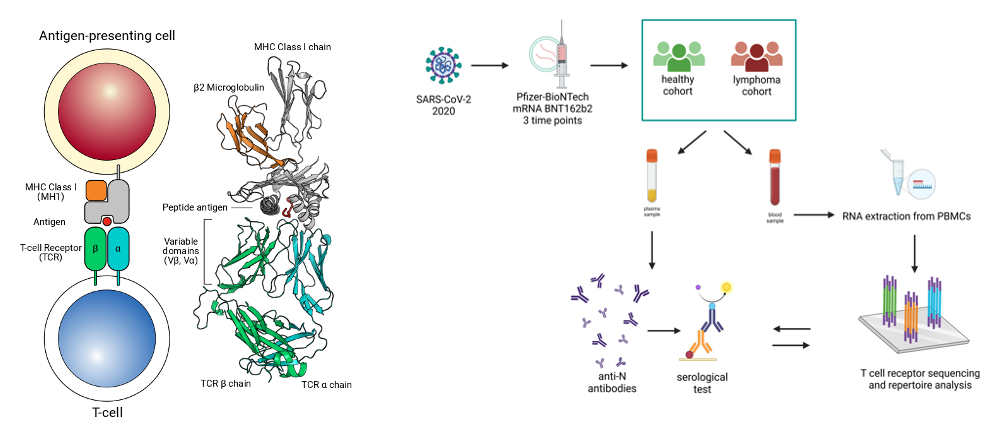 Antigen-presenting cell
MHC Class I
(MH1)
Antigen
T-cell Receptor
(TCR)
β
α
T-cell
MHC Class I chain
β2 Microglobulin
Peptide antigen
Variable
domains
(Vβ, Vα)
TCR β chain
TCR α chain
SARS-CoV-2
2020
Pfizer-BioNTech
mRNA BNT162b2
3 time points
healthy
cohort
lymphoma
cohort
plasma
sample
blood
sample
RNA extraction from PBMCs
anti-N
antibodies
serological
test
T cell receptor sequencing
and repertoire analysis